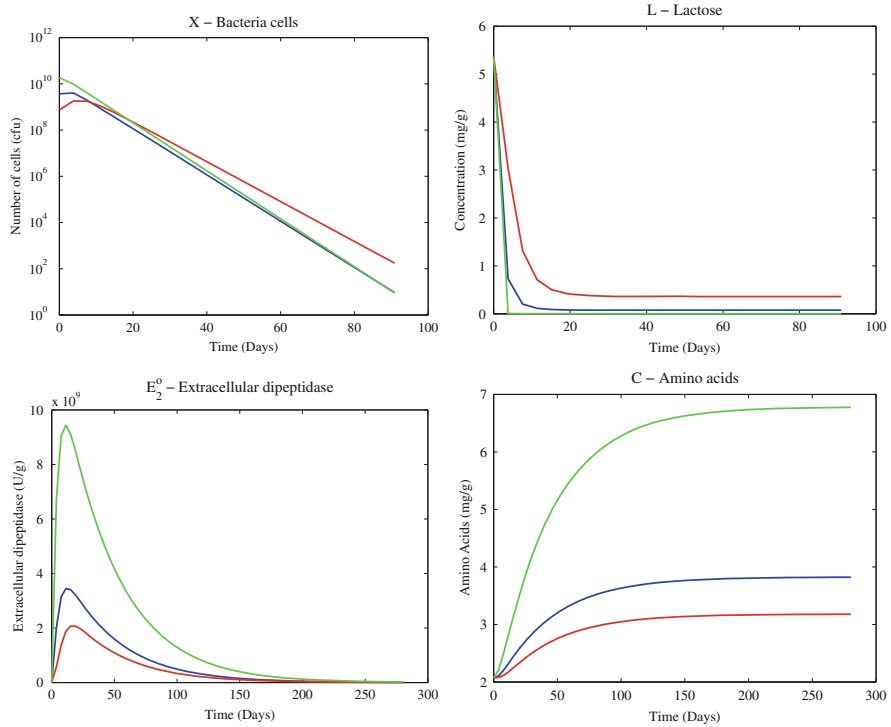 X – Bacteria cells
10^12
10^10
10^8
10^6
10^4
10^2
10^0
Number of cells (cfu)
0 20 40 60 80 100
Time (Days)
L – Lactose
6
5
4
3
2
1
0
Concentration (mg/g)
0 20 40 60 80 100
Time (Days)
E_2^o – Extracellular dipeptidase
x 10^9
10
8
6
4
2
0
Extracellular dipeptidase (U/g)
0 50 100 150 200 250 300
Time (Days)
C – Amino acids
7
6
5
4
3
2
Amino Acids (mg/g)
0 50 100 150 200 250 300
Time (Days)